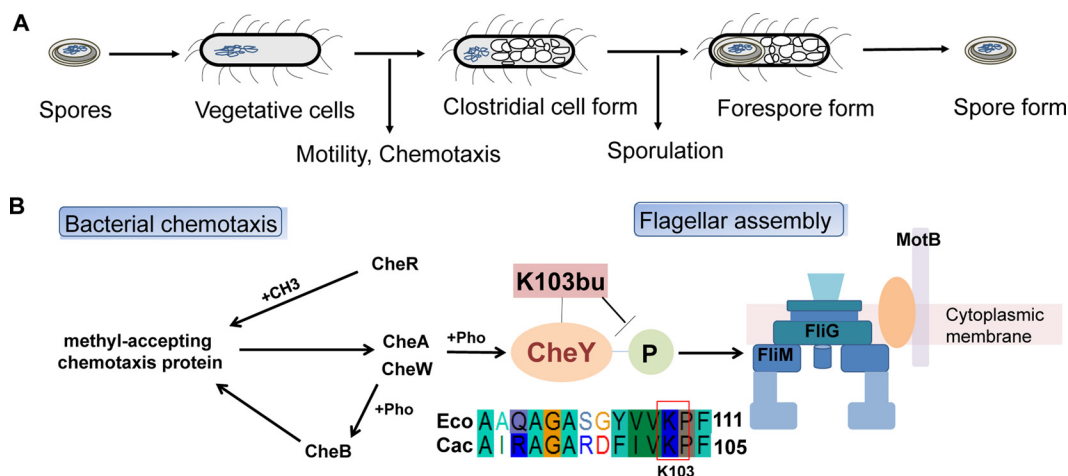 A
Spores
Vegetative cells
Clostridial cell form
Forespore form
Spore form
Motility, Chemotaxis
Sporulation
B
Bacterial chemotaxis
Flagellar assembly
MotB
CheR
+CH3
K103bu
Cytoplasmic
membrane
methyl-accepting
chemotaxis protein
CheA
CheW
+Pho
CheY
P
FliG
FliM
+Pho
CheB
Eco AAQAGASGYVVKPF 111
Cac AIRAGARDFIVKPF 105
K103